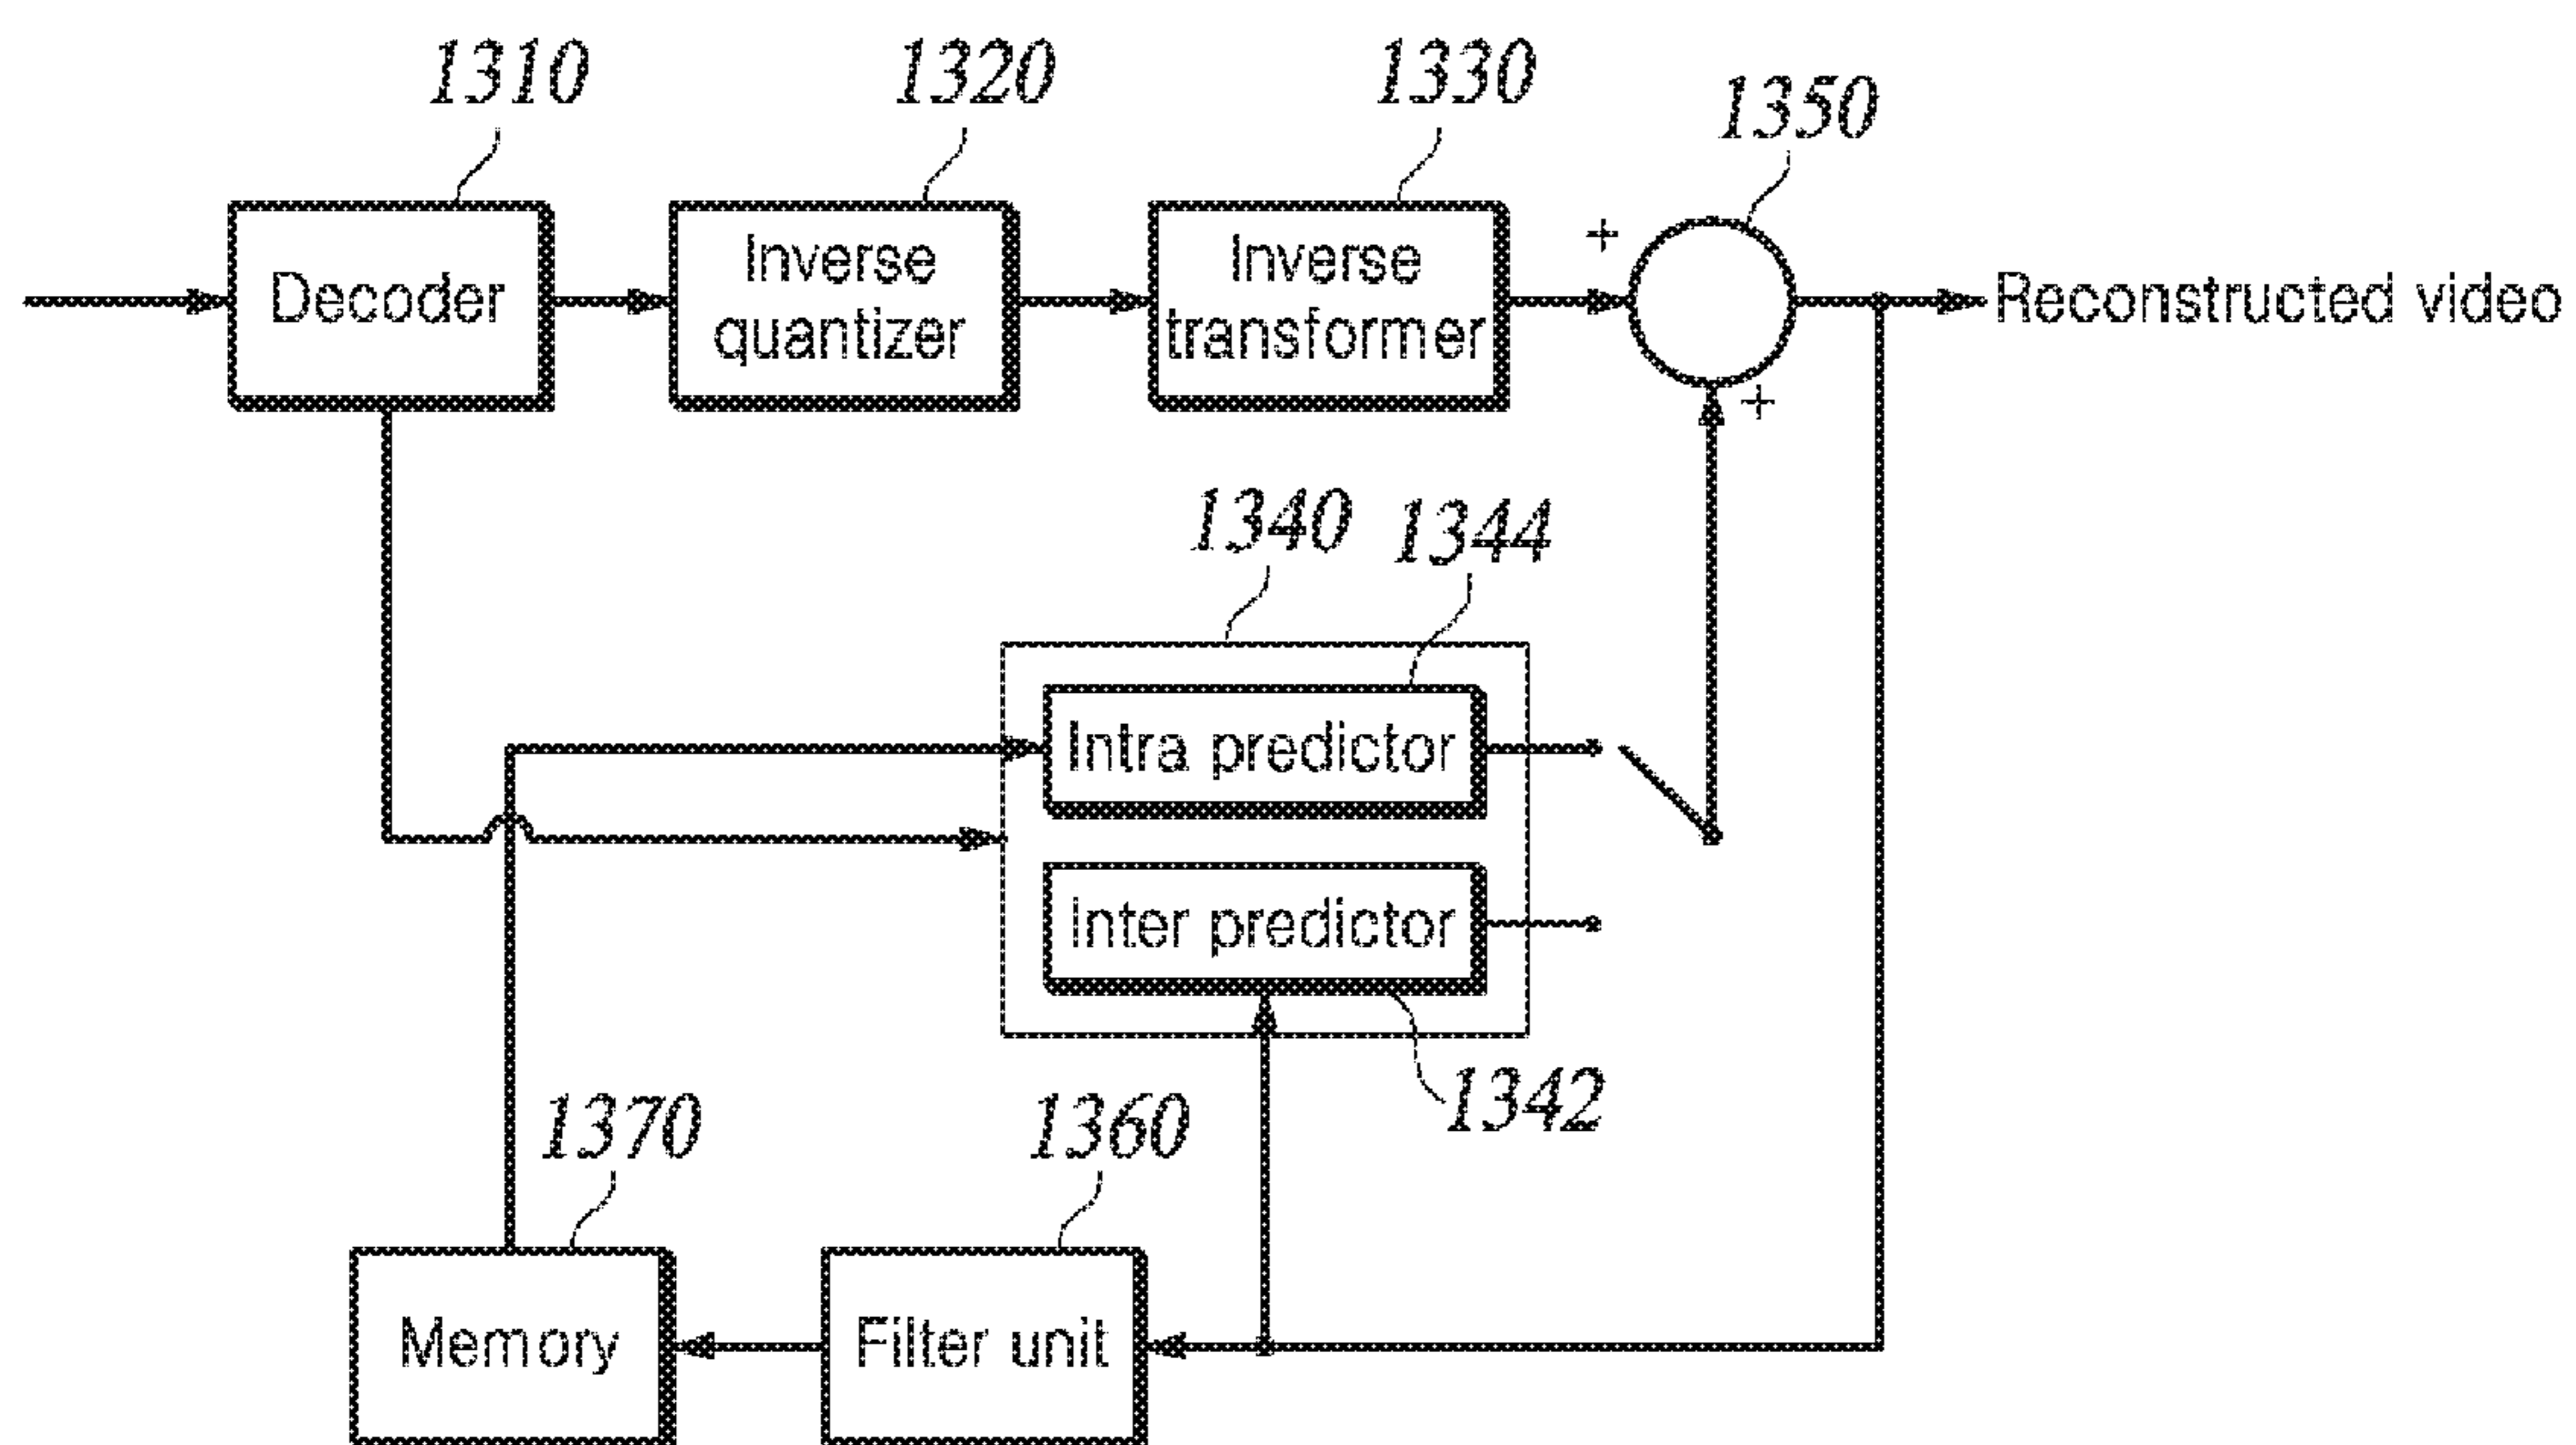 1310
1320
1330
1350
Decoder
Inverse
quantizer
Inverse
transformer
+
+
Reconstructed video
1340
1344
Intra predictor
Inter predictor
1342
1370
1360
Memory
Filter unit